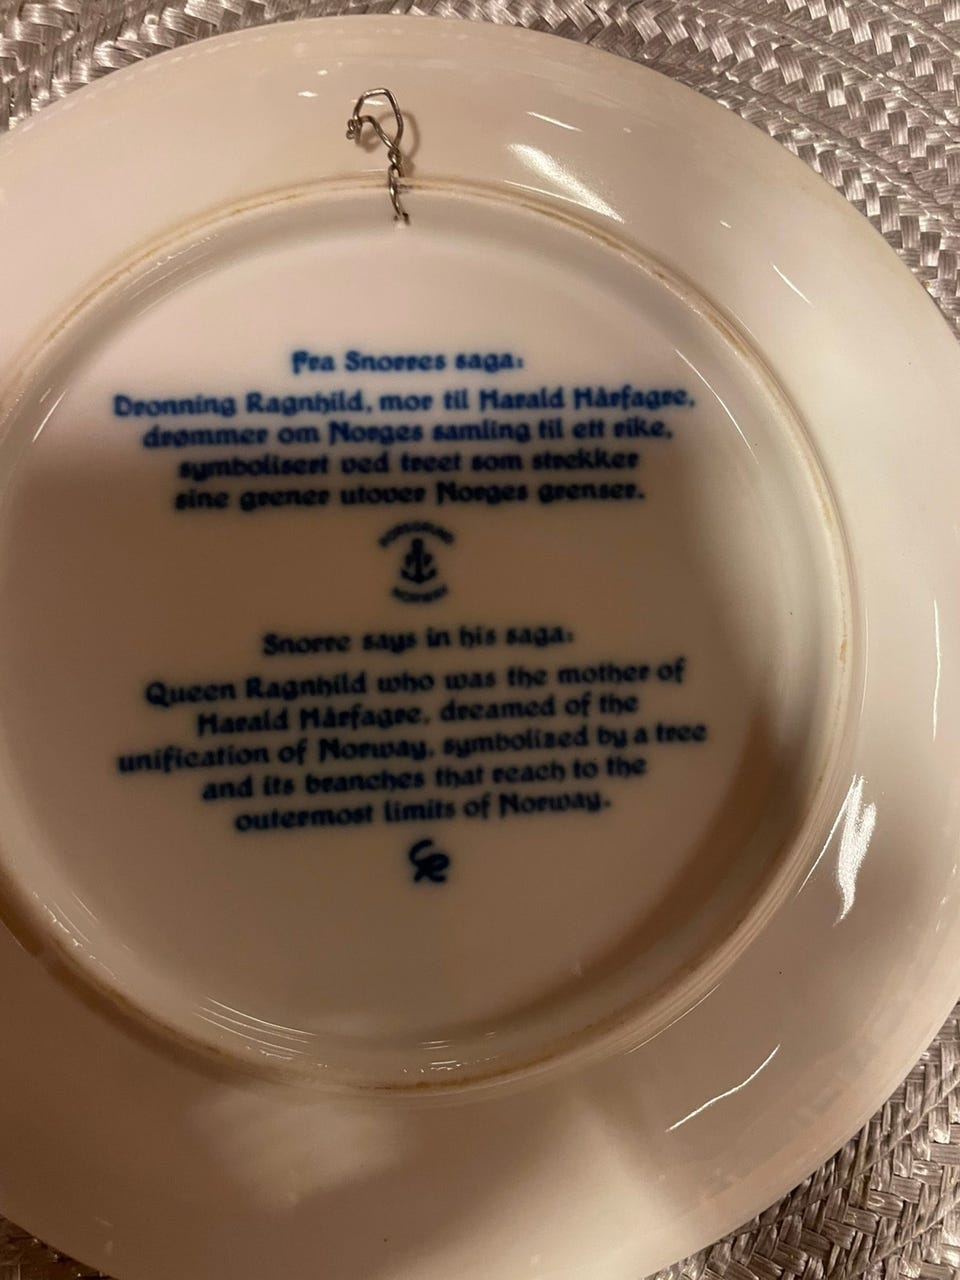 Fra Snorres saga:
Dronning Ragnhild, mor til Harald Hårfagre,
drømmer om Norges samling til ett rike,
symbolisert ved treet som strekker
sine grener utover Norges grenser.
PORSGRUND
NORWAY
Snorre says in his saga:
Queen Ragnhild who was the mother of
Harald Hårfagre, dreamed of the
unification of Norway, symbolized by a tree
and its branches that reach to the
outermost limits of Norway.